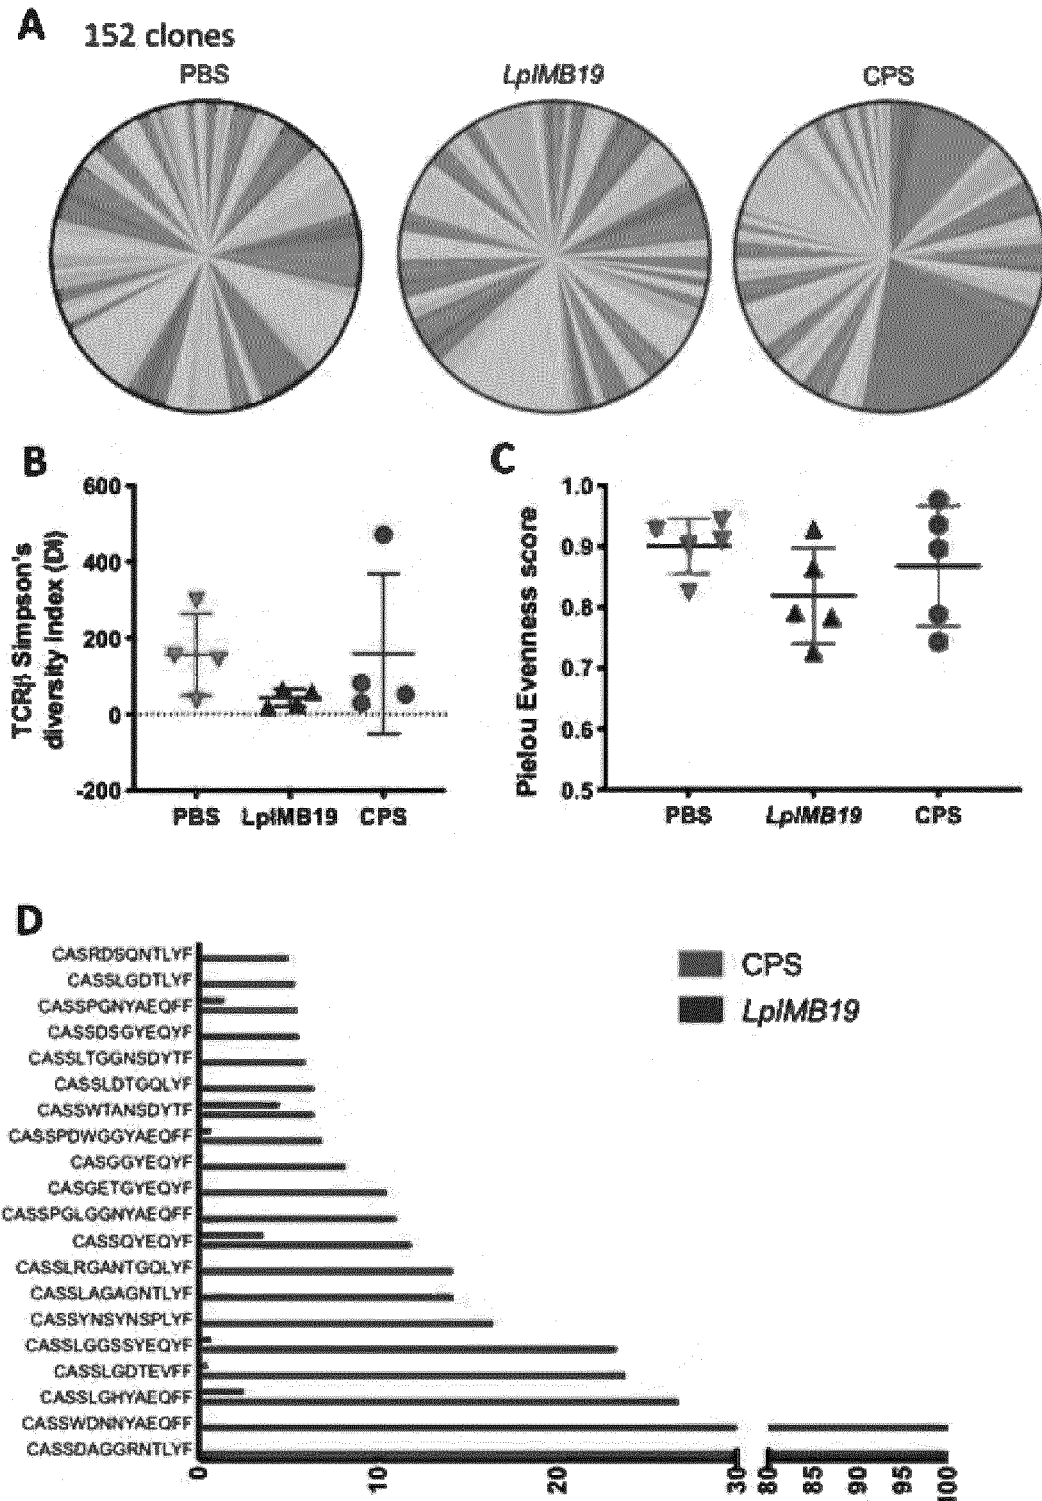 A
152 clones
PBS
LpIMB19
CPS
B
TCRβ Simpson's
diversity Index (DI)
600
400
200
0
-200
PBS
LpIMB19
CPS
C
Pielou Evenness score
1.0
0.9
0.8
0.7
0.6
0.5
PBS
LpIMB19
CPS
D
CASRDSQNTLYF
CASSLGDTLYF
CASSPGNYAEQFF
CASSDSGYEQYF
CASSLTGGNSDYTF
CASSLDTGQLYF
CASSWTANSDYTF
CASSPDWGGYAEQFF
CASGGYEQYF
CASGETGYEQYF
CASSPGLGGNYAEQFF
CASSQYEQYF
CASSLRGANTGQLYF
CASSLAGAGNTLYF
CASSYNSYNSPLYF
CASSLGGSSYEQYF
CASSLGDTEVFF
CASSLGHYAEQFF
CASSWDNNYAEQFF
CASSDAGGRNTLYF
CPS
LpIMB19
0
10
20
30
80
85
90
95
100